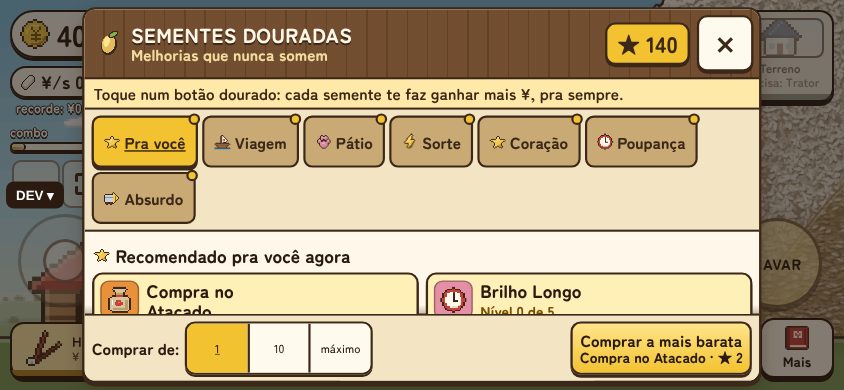 SEMENTES DOURADAS
Melhorias que nunca somem
★ 140
×
40
¥/s 0
recorde: ¥0
combo
DEV ▾
Terreno
cisa: Trator
Toque num botão dourado: cada semente te faz ganhar mais ¥, pra sempre.
Pra você
Viagem
Pátio
Sorte
Coração
Poupança
Absurdo
Recomendado pra você agora
Compra no
Atacado
Brilho Longo
Nível 0 de 5
AVAR
H
¥
Comprar de:
1
10
máximo
Comprar a mais barata
Compra no Atacado · ★ 2
Mais